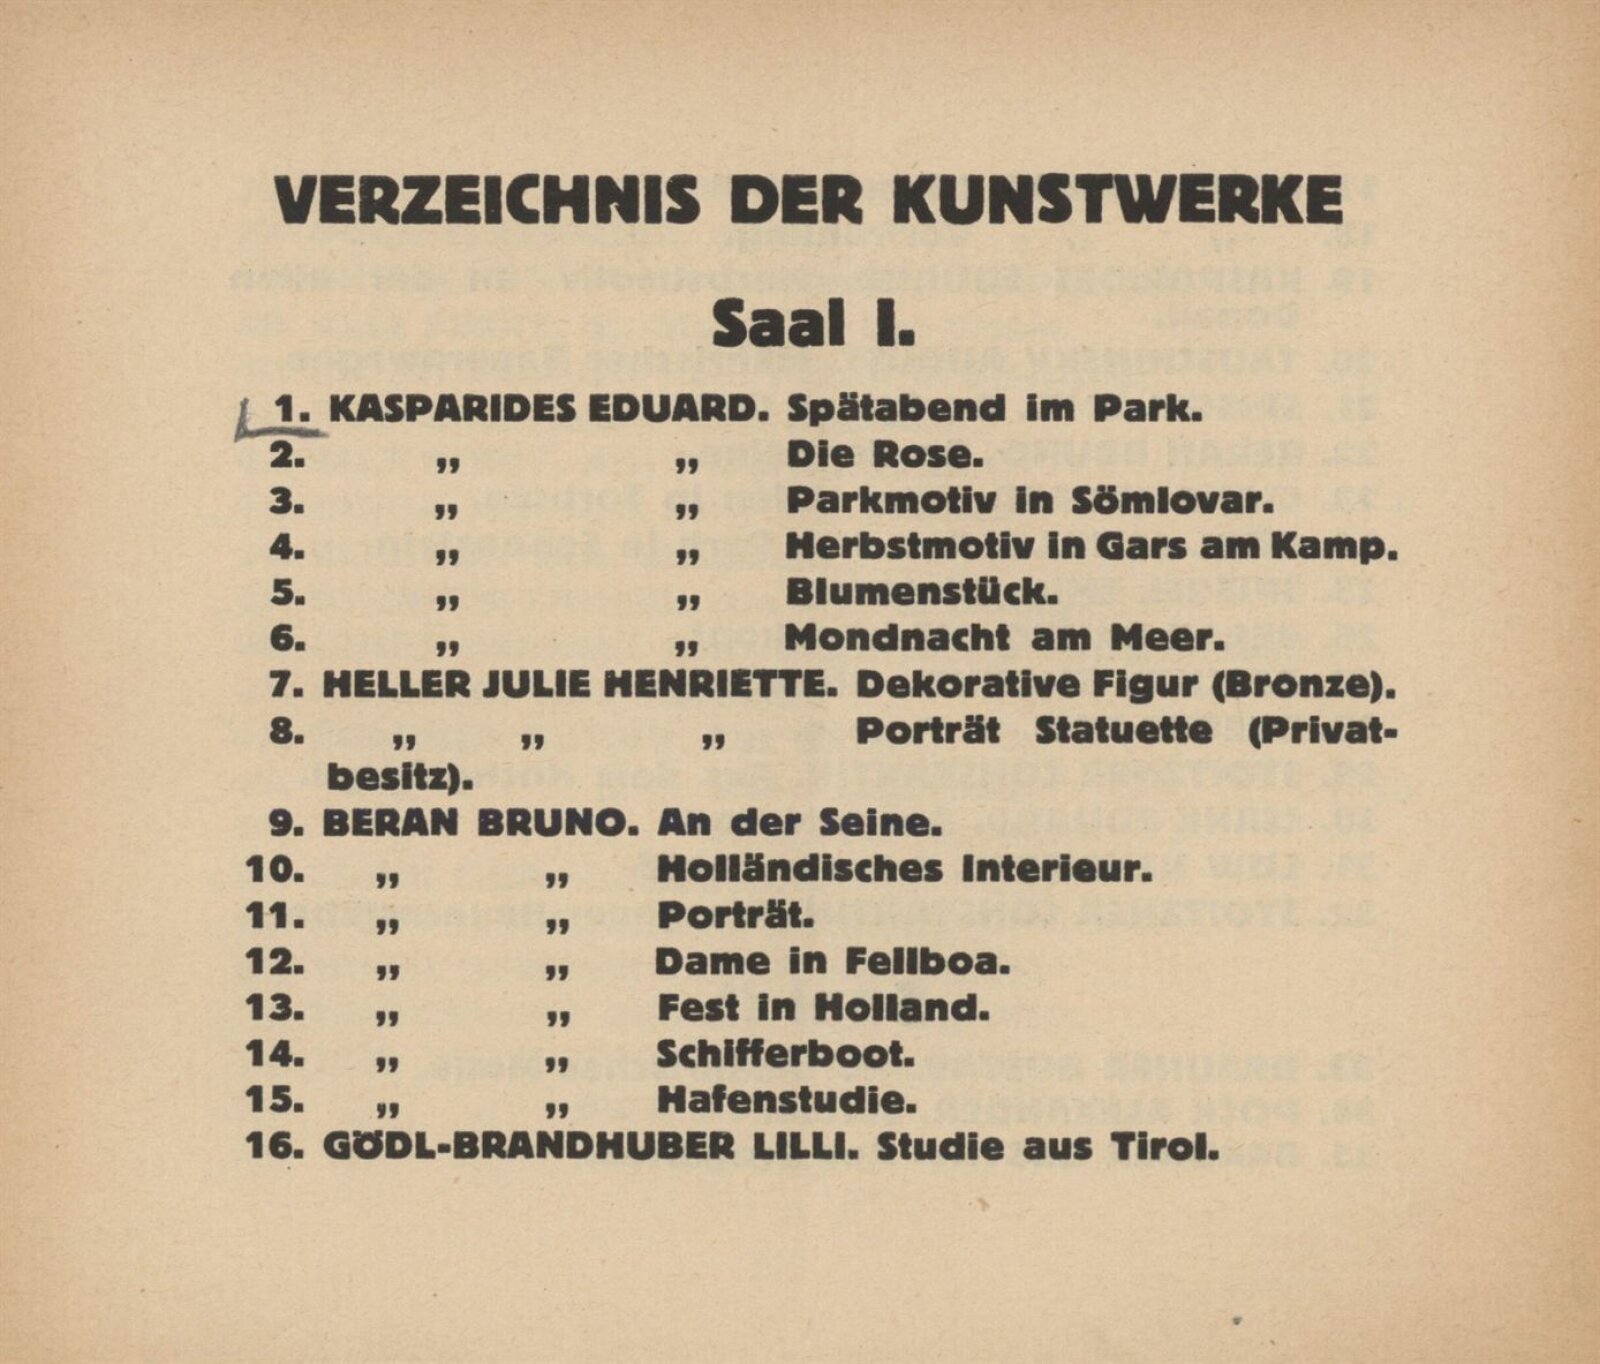 VERZEICHNIS DER KUNSTWERKE
Saal I.
1. KASPARIDES EDUARD. Spätabend im Park.
2. „ „ Die Rose.
3. „ „ Parkmotiv in Sömlovar.
4. „ „ Herbstmotiv in Gars am Kamp.
5. „ „ Blumenstück.
6. „ „ Mondnacht am Meer.
7. HELLER JULIE HENRIETTE. Dekorative Figur (Bronze).
8. „ „ „ Porträt Statuette (Privat-
besitz).
9. BERAN BRUNO. An der Seine.
10. „ „ Holländisches Interieur.
11. „ „ Porträt.
12. „ „ Dame in Fellboa.
13. „ „ Fest in Holland.
14. „ „ Schifferboot.
15. „ „ Hafenstudie.
16. GÖDL-BRANDHUBER LILLI. Studie aus Tirol.